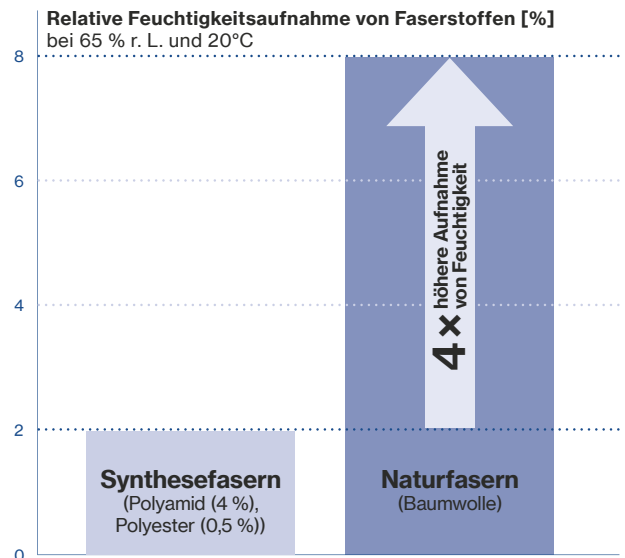 Relative Feuchtigkeitsaufnahme von Faserstoffen [%]
bei 65 % r. L. und 20°C
8
6
4
2
0
4 × höhere Aufnahme
von Feuchtigkeit
Synthesefasern
(Polyamid (4 %),
Polyester (0,5 %))
Naturfasern
(Baumwolle)